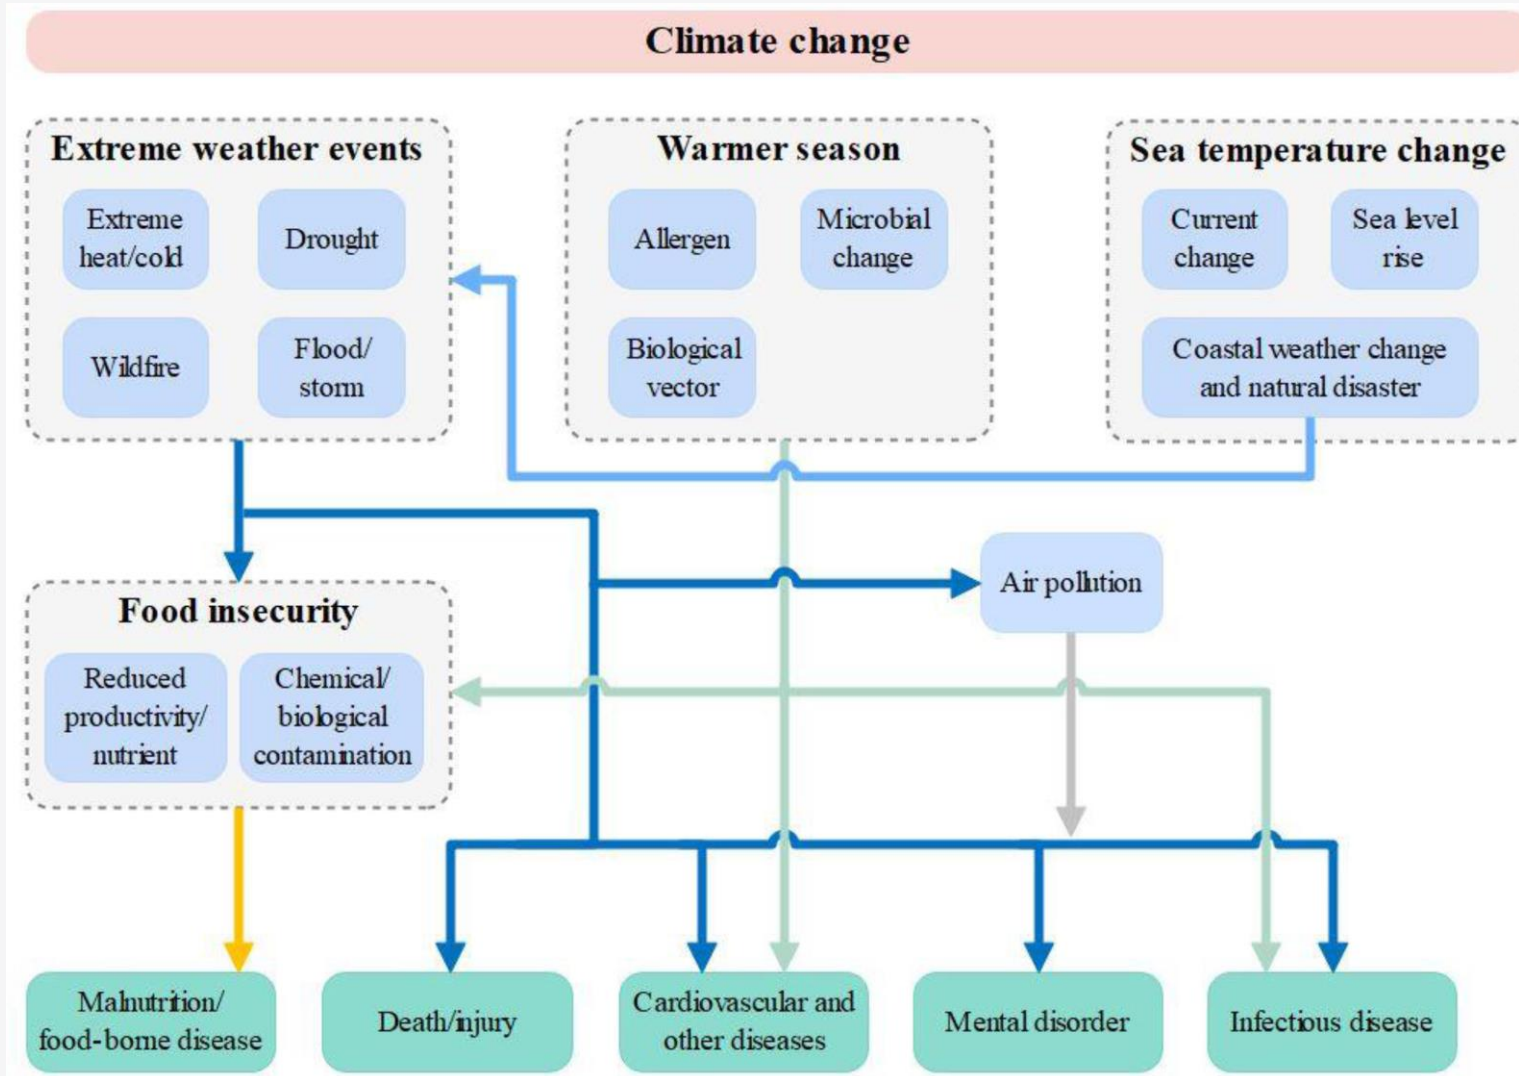 Climate change
Extreme weather events
Extreme
heat/cold
Drought
Wildfire
Flood/
storm
Warmer season
Allergen
Microbial
change
Biological
vector
Sea temperature change
Current
change
Sea level
rise
Coastal weather change
and natural disaster
Air pollution
Food insecurity
Reduced
productivity/
nutrient
Chemical/
biological
contamination
Malnutrition/
food-borne disease
Death/injury
Cardiovascular and
other diseases
Mental disorder
Infectious disease